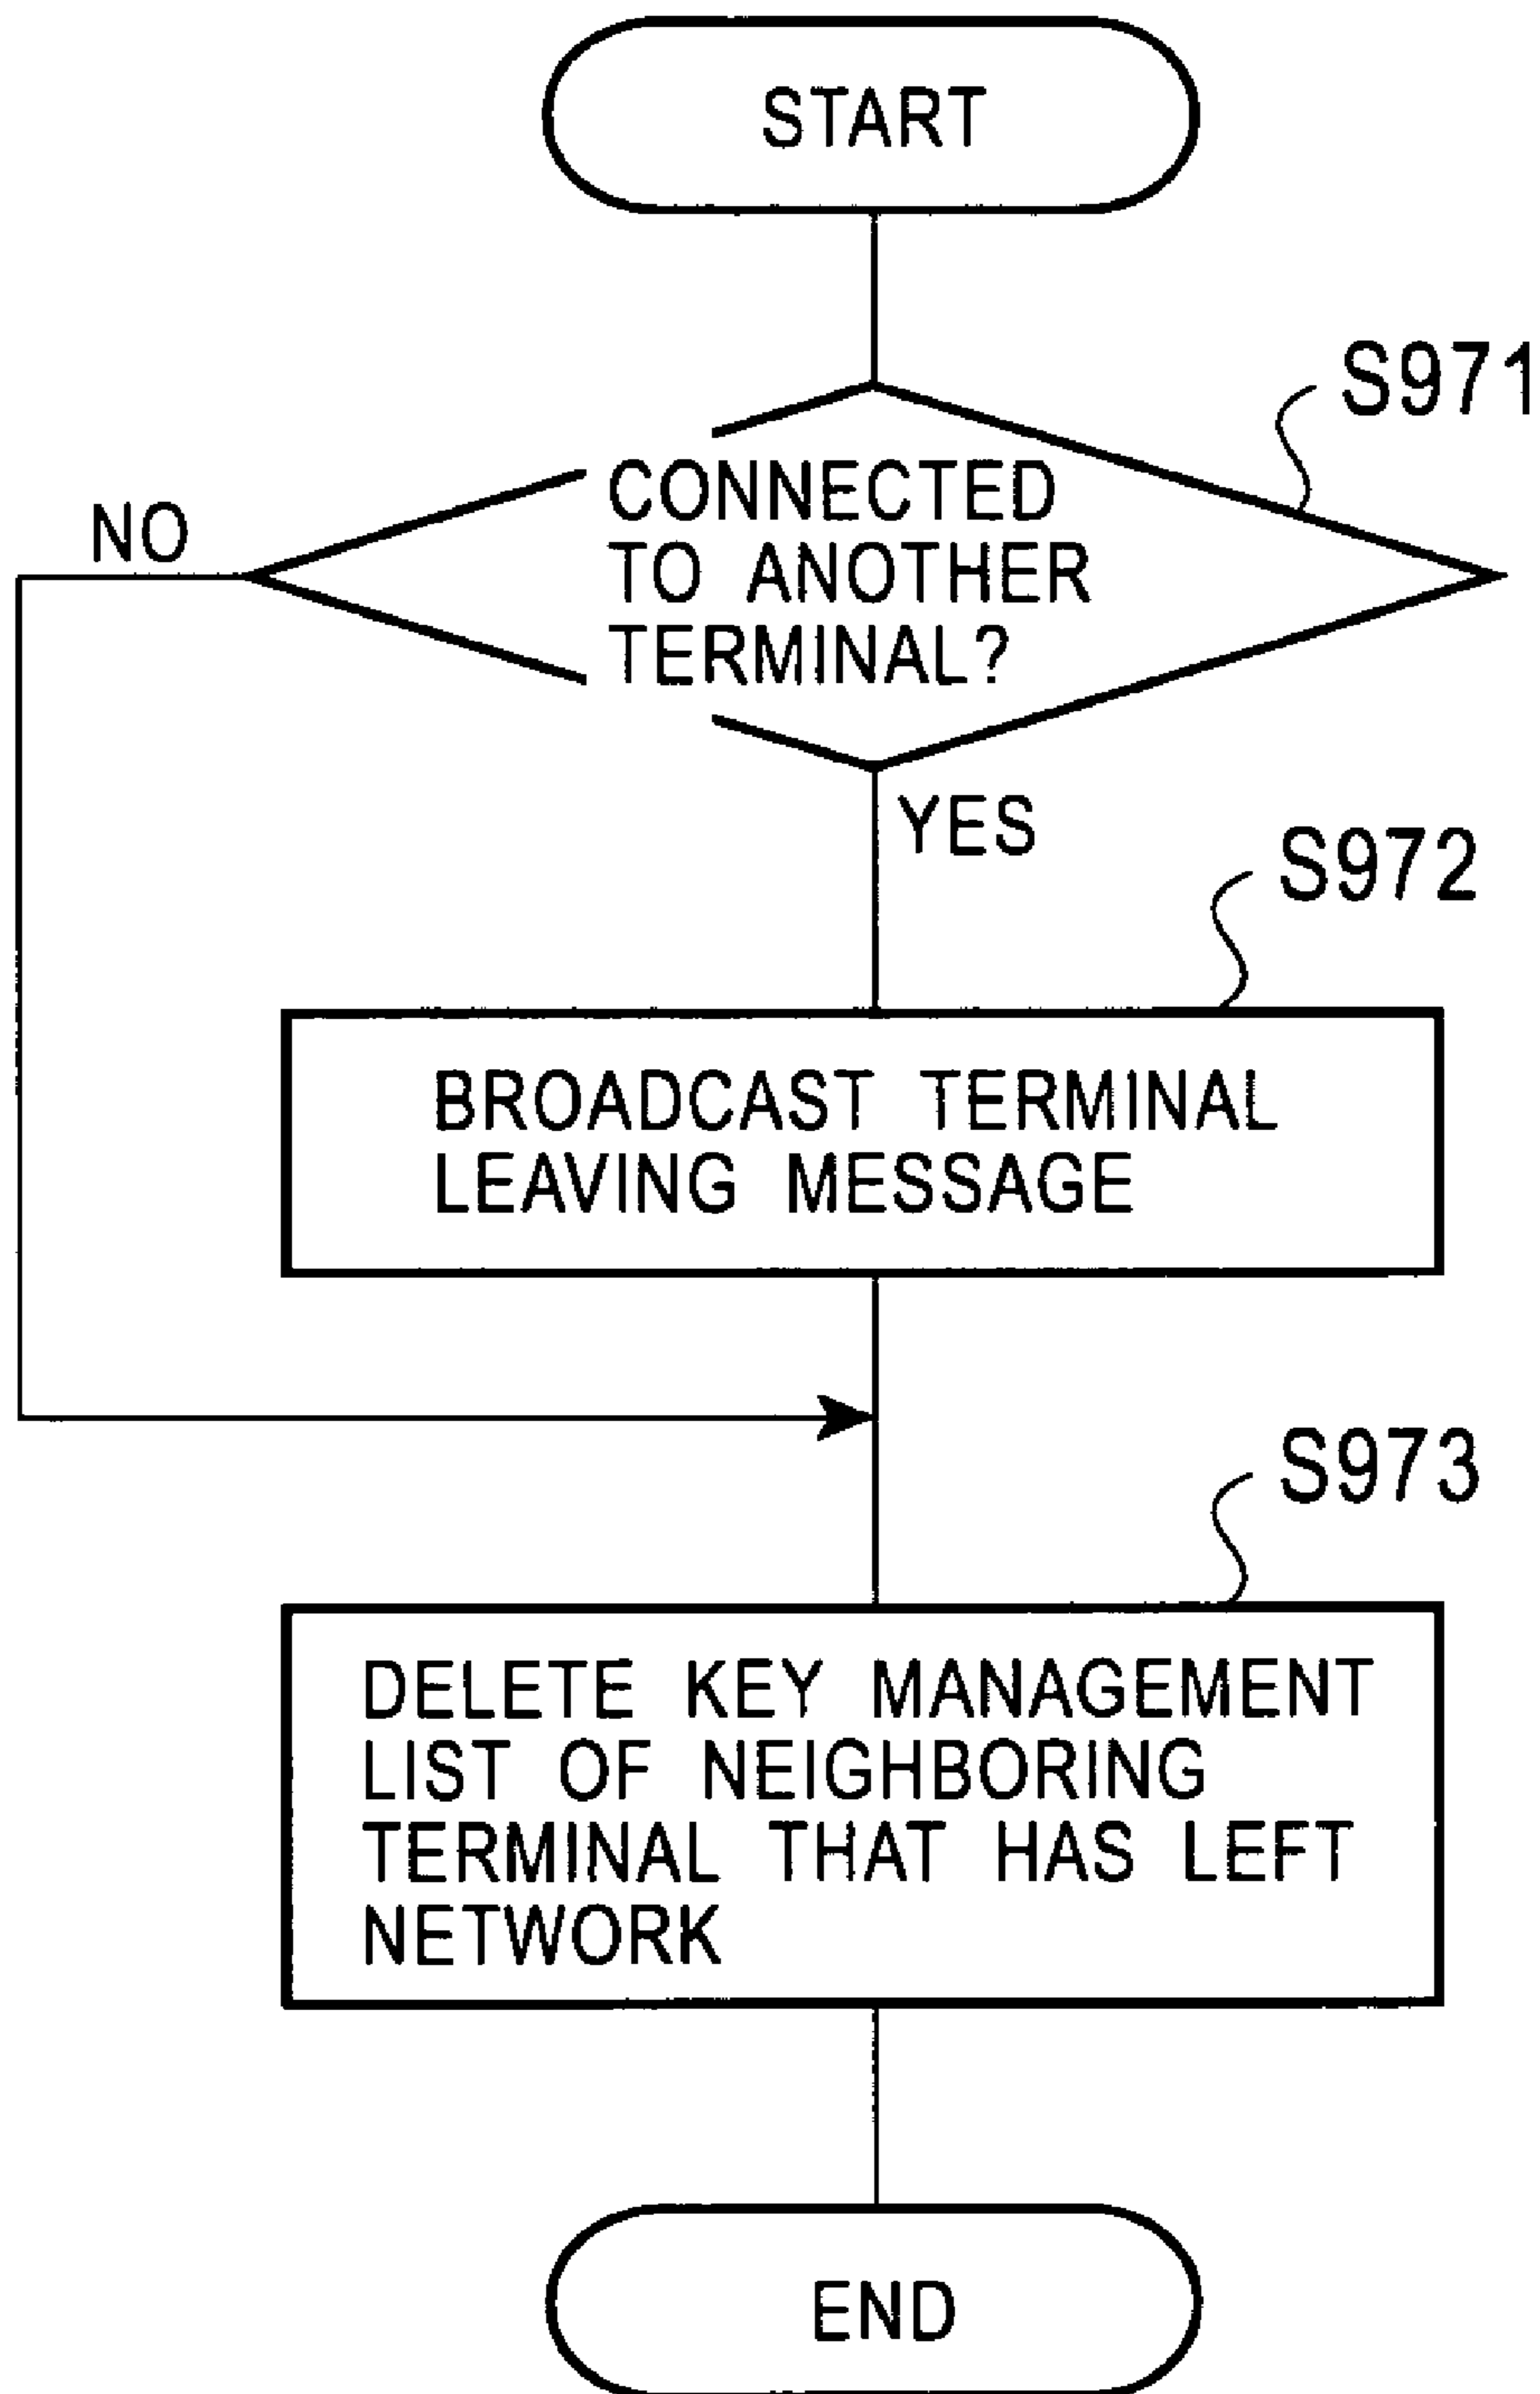 START
S971
CONNECTED
TO ANOTHER
TERMINAL?
NO
YES
S972
BROADCAST TERMINAL
LEAVING MESSAGE
S973
DELETE KEY MANAGEMENT
LIST OF NEIGHBORING
TERMINAL THAT HAS LEFT
NETWORK
END